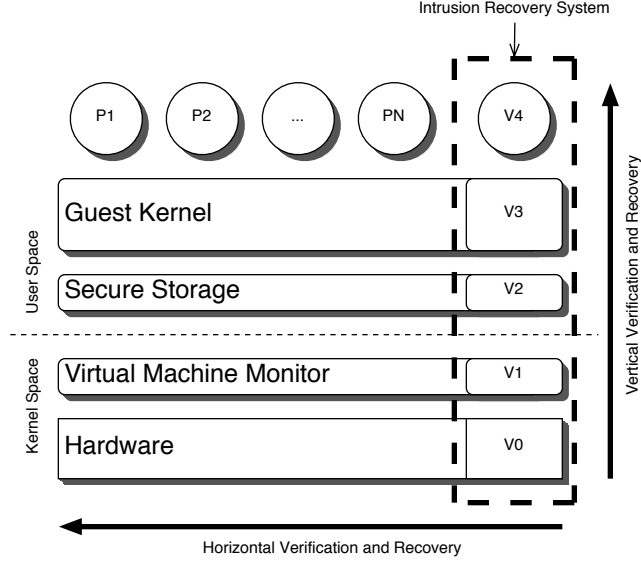 Intrusion Recovery System
P1 P2 ... PN V4
Guest Kernel V3
Secure Storage V2
Virtual Machine Monitor V1
Hardware V0
User Space
Kernel Space
Vertical Verification and Recovery
Horizontal Verification and Recovery